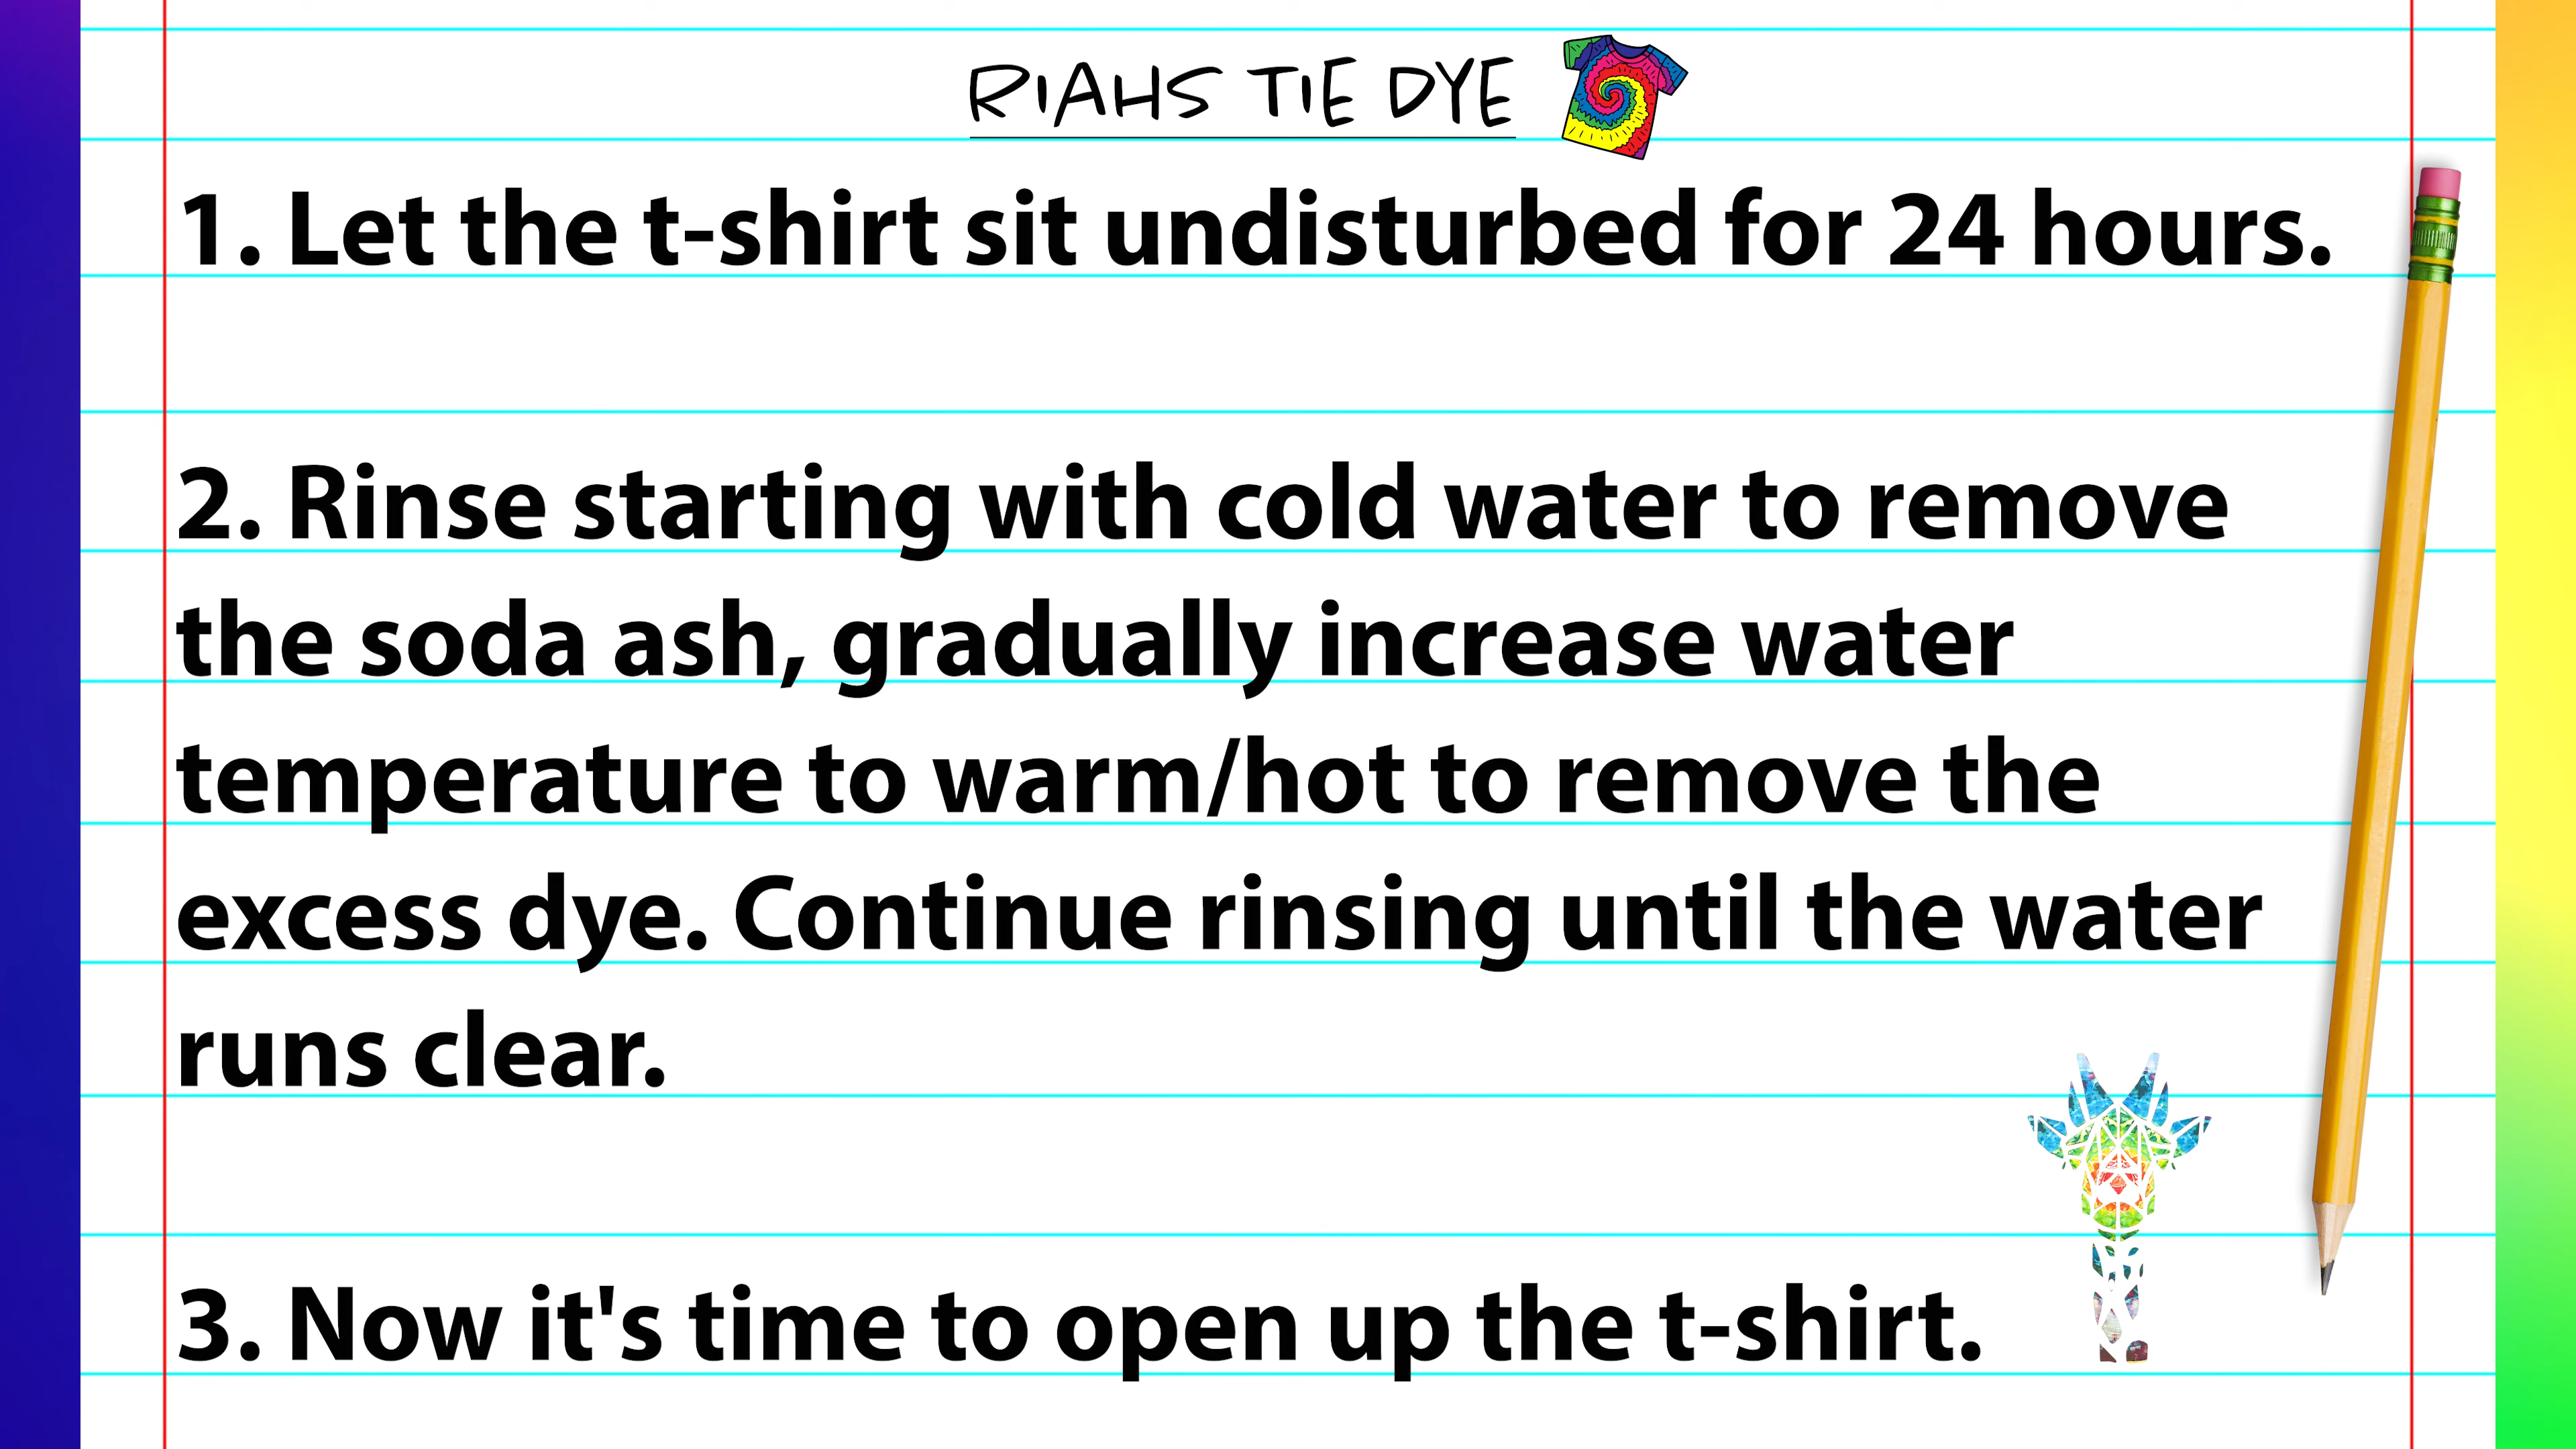 RIAHS TIE DYE
1. Let the t-shirt sit undisturbed for 24 hours.
2. Rinse starting with cold water to remove
the soda ash, gradually increase water
temperature to warm/hot to remove the
excess dye. Continue rinsing until the water
runs clear.
3. Now it's time to open up the t-shirt.